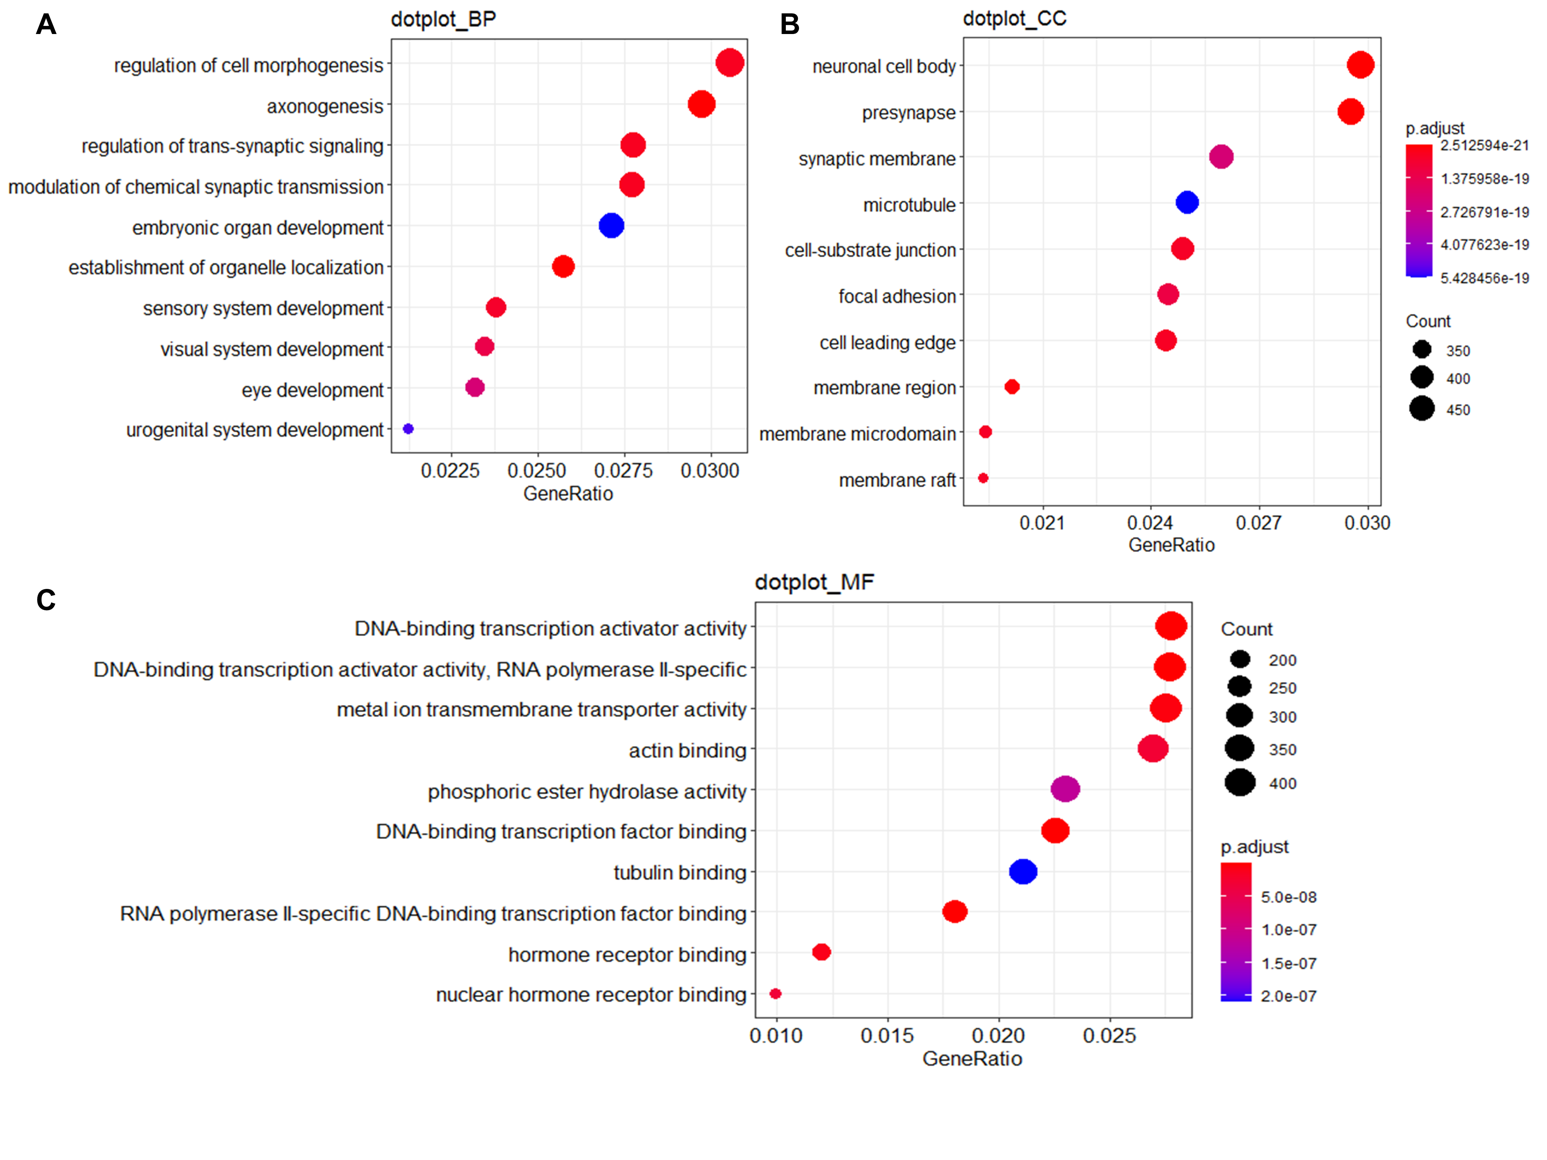 A
dotplot_BP
regulation of cell morphogenesis
axonogenesis
regulation of trans-synaptic signaling
modulation of chemical synaptic transmission
embryonic organ development
establishment of organelle localization
sensory system development
visual system development
eye development
urogenital system development
0.0225 0.0250 0.0275 0.0300
GeneRatio
B
dotplot_CC
neuronal cell body
presynapse
synaptic membrane
microtubule
cell-substrate junction
focal adhesion
cell leading edge
membrane region
membrane microdomain
membrane raft
0.021 0.024 0.027 0.030
GeneRatio
p.adjust
2.512594e-21
1.375958e-19
2.726791e-19
4.077623e-19
5.428456e-19
Count
350
400
450
C
dotplot_MF
DNA-binding transcription activator activity
DNA-binding transcription activator activity, RNA polymerase II-specific
metal ion transmembrane transporter activity
actin binding
phosphoric ester hydrolase activity
DNA-binding transcription factor binding
tubulin binding
RNA polymerase II-specific DNA-binding transcription factor binding
hormone receptor binding
nuclear hormone receptor binding
0.010 0.015 0.020 0.025
GeneRatio
Count
200
250
300
350
400
p.adjust
5.0e-08
1.0e-07
1.5e-07
2.0e-07